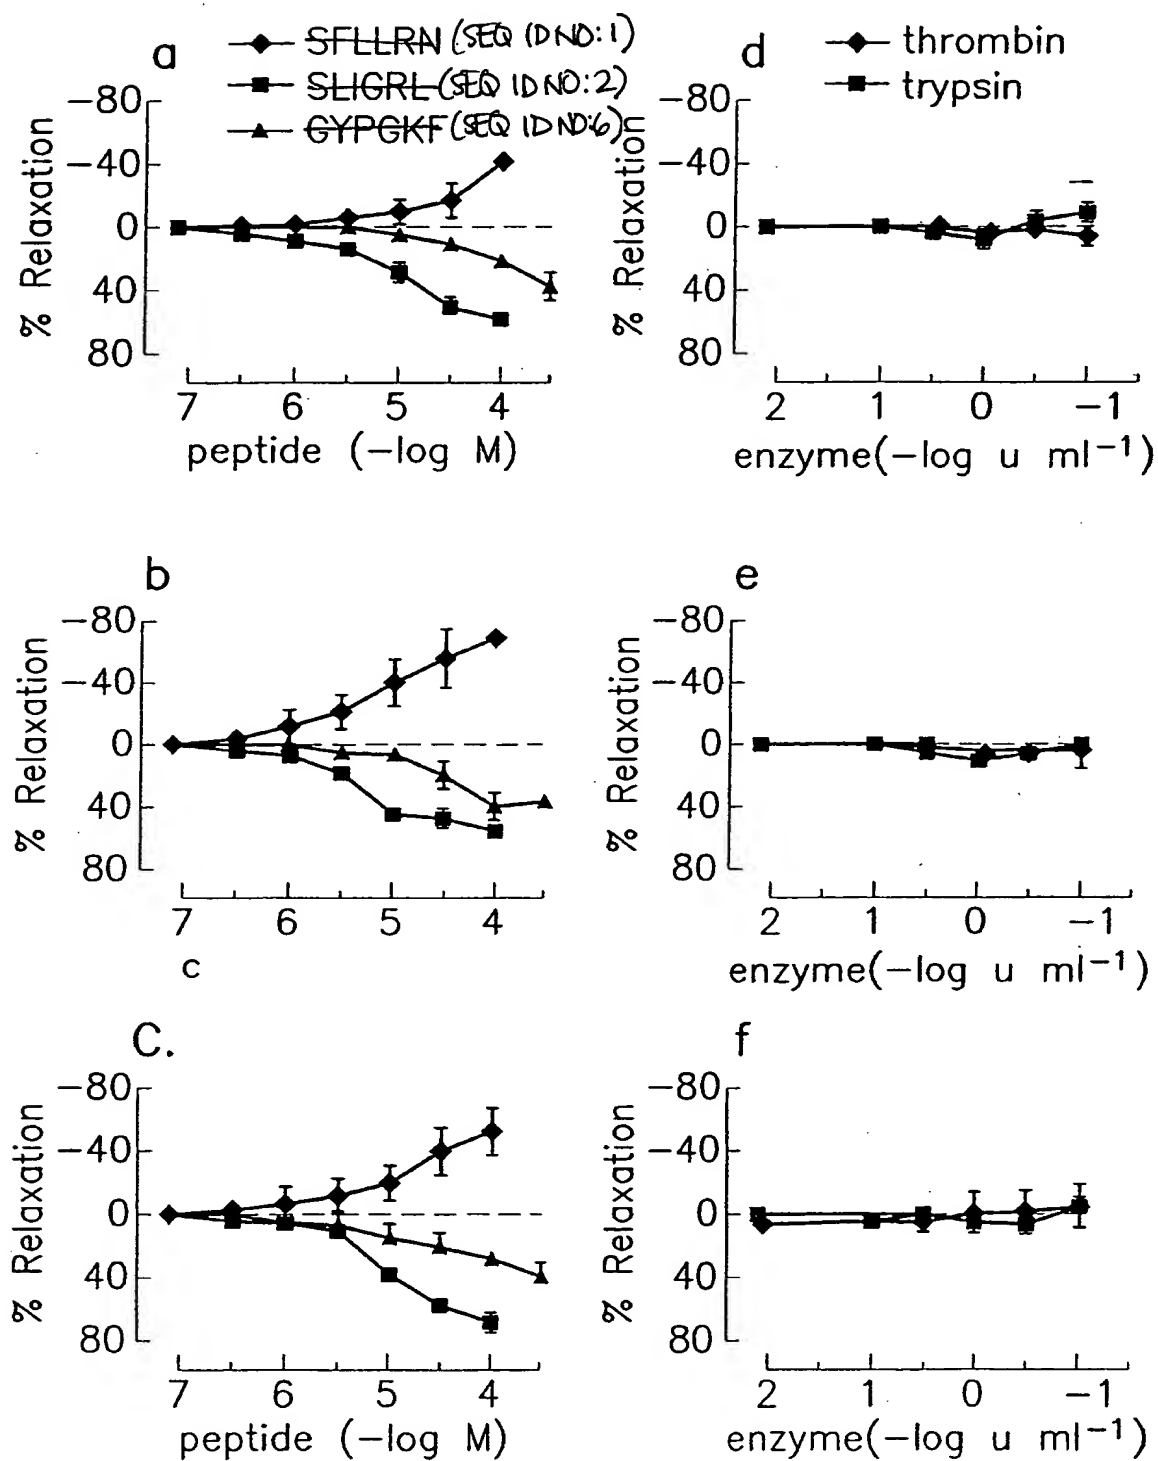 a
SFLLRN (SEQ ID NO:1)
SLIGRL (SEQ ID NO:2)
GYPGKF (SEQ ID NO:6)
-80
-40
0
40
80
% Relaxation
7 6 5 4
peptide (-log M)
d
thrombin
trypsin
-80
-40
0
40
80
% Relaxation
2 1 0 -1
enzyme(-log u ml⁻¹)
b
-80
-40
0
40
80
% Relaxation
7 6 5 4
c
e
-80
-40
0
40
80
% Relaxation
2 1 0 -1
enzyme(-log u ml⁻¹)
C.
-80
-40
0
40
80
% Relaxation
7 6 5 4
peptide (-log M)
f
-80
-40
0
40
80
% Relaxation
2 1 0 -1
enzyme(-log u ml⁻¹)